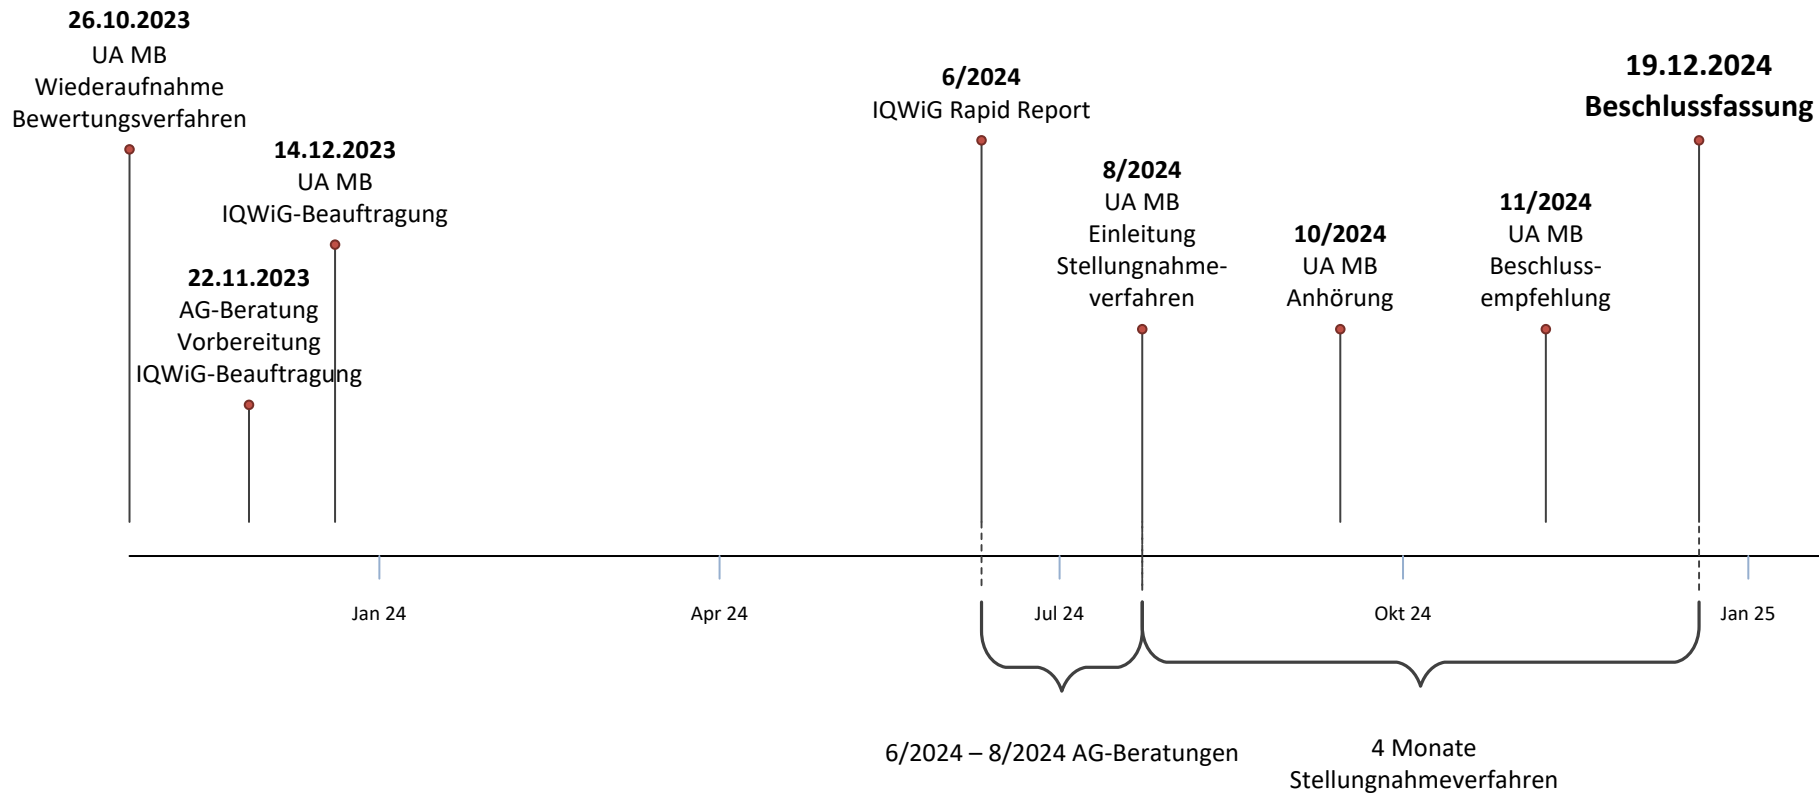 26.10.2023
UA MB
Wiederaufnahme
Bewertungsverfahren
22.11.2023
AG-Beratung
Vorbereitung
IQWiG-Beauftragung
14.12.2023
UA MB
IQWiG-Beauftragung
6/2024
IQWiG Rapid Report
8/2024
UA MB
Einleitung
Stellungnahme-
verfahren
10/2024
UA MB
Anhörung
11/2024
UA MB
Beschluss-
empfehlung
19.12.2024
Beschlussfassung
Jan 24
Apr 24
Jul 24
Okt 24
Jan 25
6/2024 – 8/2024 AG-Beratungen
4 Monate
Stellungnahmeverfahren